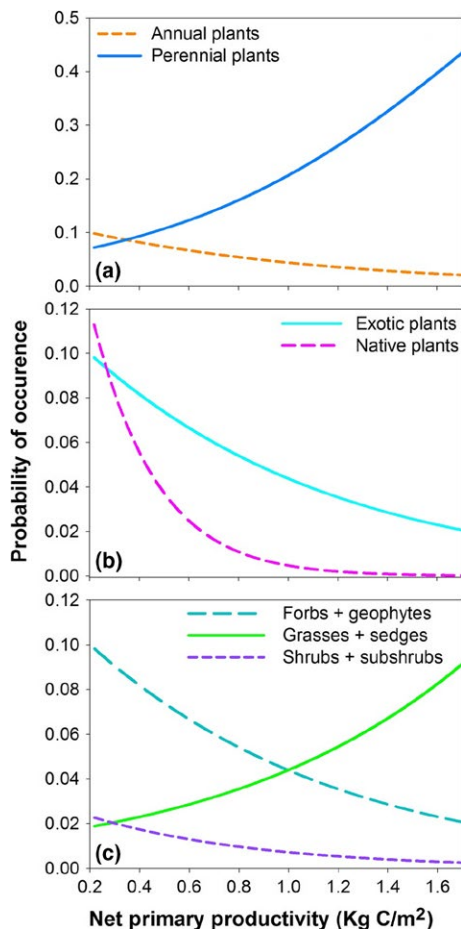 0.5
0.4
0.3
0.2
0.1
0.0
Annual plants
Perennial plants
(a)
0.12
0.10
0.08
0.06
0.04
0.02
0.00
Exotic plants
Native plants
(b)
Probability of occurence
0.12
0.10
0.08
0.06
0.04
0.02
0.00
Forbs + geophytes
Grasses + sedges
Shrubs + subshrubs
(c)
0.2 0.4 0.6 0.8 1.0 1.2 1.4 1.6
Net primary productivity (Kg C/m²)